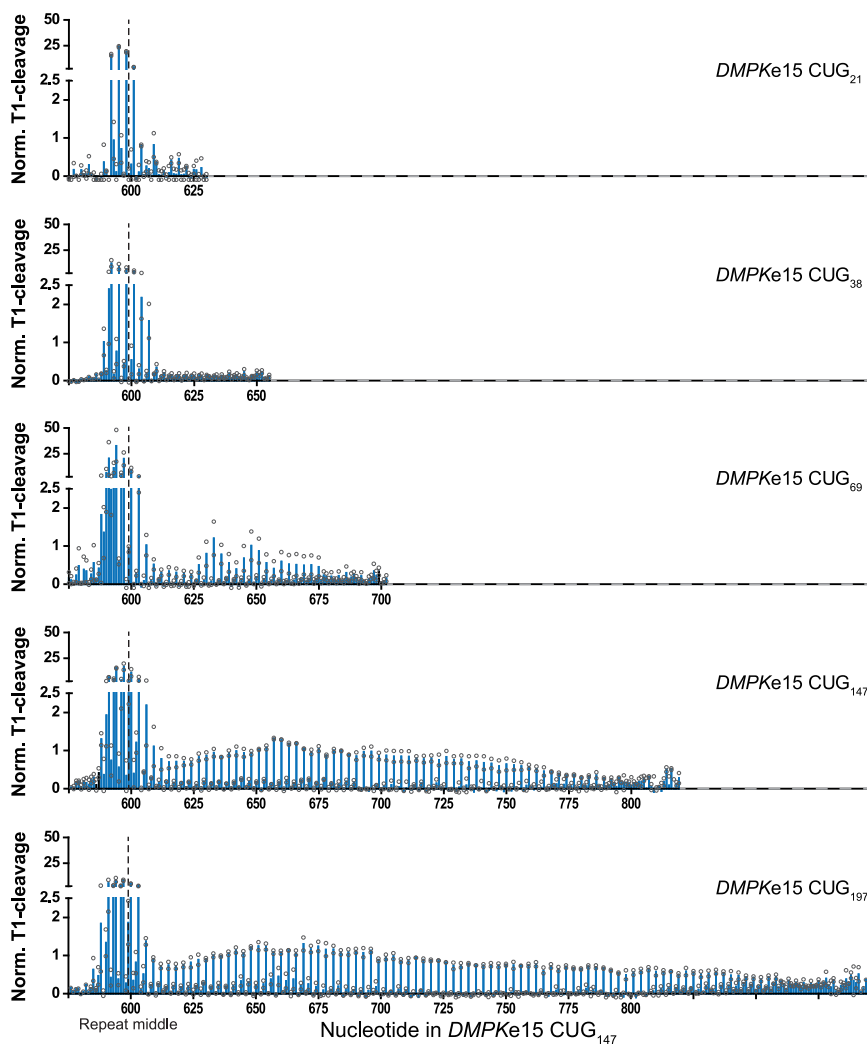 Norm. T1-cleavage
50
25
2.5
2
1
0
DMPKe15 CUG21
600 625
Norm. T1-cleavage
50
25
2.5
2
1
0
DMPKe15 CUG38
600 625 650
Norm. T1-cleavage
50
25
2.5
2
1
0
DMPKe15 CUG69
600 625 650 675 700
Norm. T1-cleavage
50
25
2.5
2
1
0
DMPKe15 CUG147
600 625 650 675 700 725 750 775 800
Norm. T1-cleavage
50
25
2.5
2
1
0
DMPKe15 CUG197
600 625 650 675 700 725 750 775 800
Repeat middle
Nucleotide in DMPKe15 CUG147